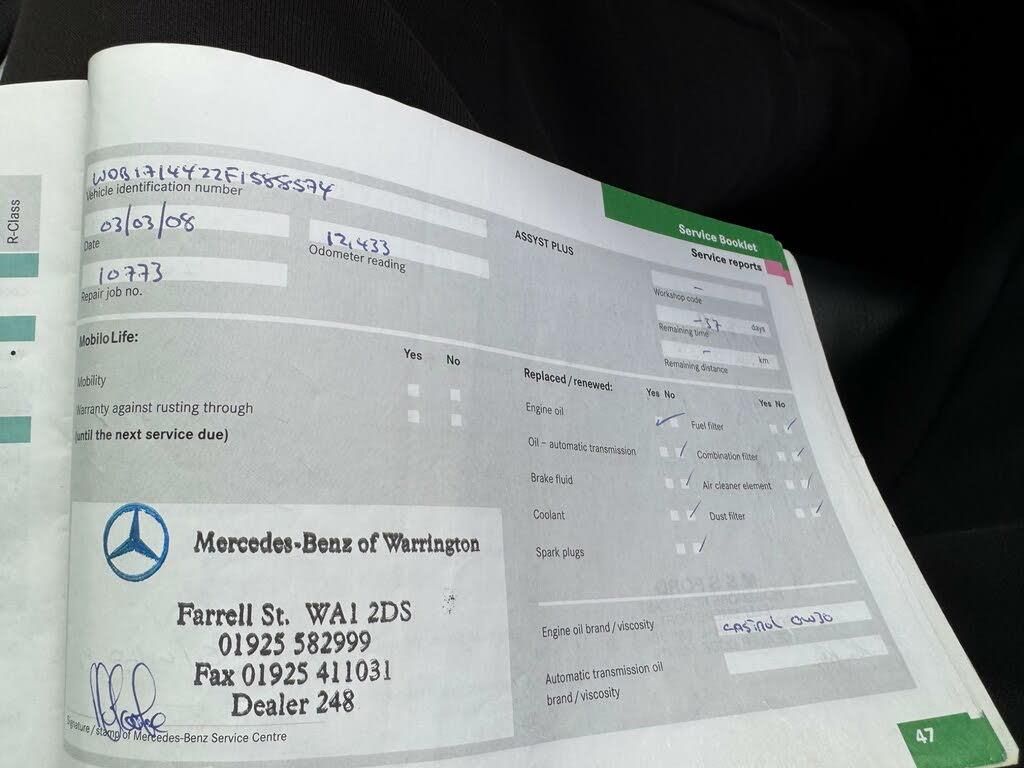 R-Class
Service Booklet
Service reports
WDB1714422F158574
Vehicle identification number
03/03/08
Date
12,433
Odometer reading
10773
Repair job no.
ASSYST PLUS
-
Workshop code
-37
Remaining time
days
-
Remaining distance
km
Mobilo Life:
Yes No
Mobility
Warranty against rusting through
(until the next service due)
Replaced/renewed:
Yes No
Yes No
Engine oil
Fuel filter
Oil – automatic transmission
Combination filter
Brake fluid
Air cleaner element
Coolant
Dust filter
Spark plugs
Engine oil brand/viscosity
castrol 0w30
Automatic transmission oil
brand/viscosity
Mercedes-Benz of Warrington
Farrell St. WA1 2DS
01925 582999
Fax 01925 411031
Dealer 248
Signature/stamp of Mercedes-Benz Service Centre
47